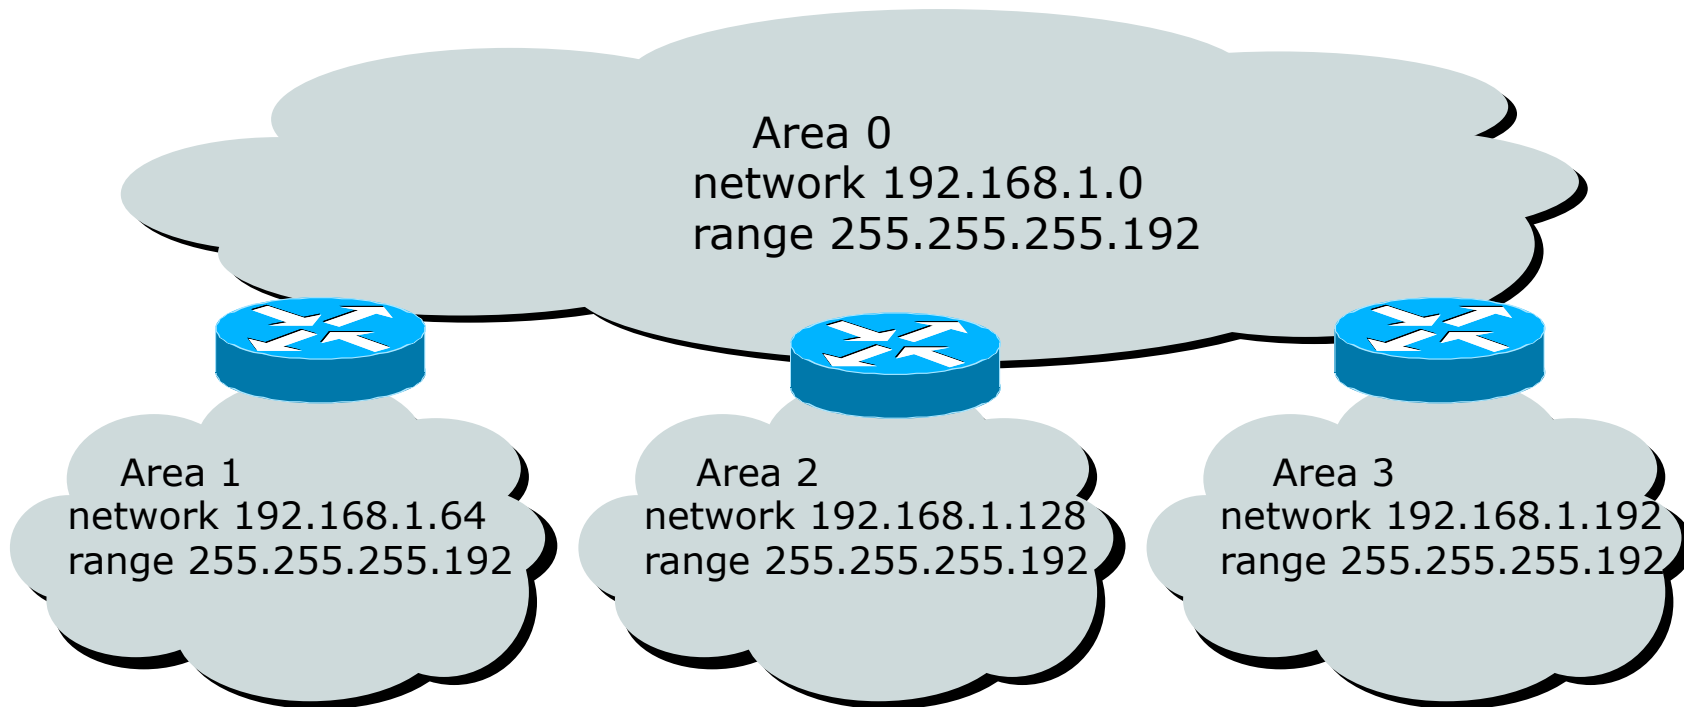 Area 0
network 192.168.1.0
range 255.255.255.192
Area 1
network 192.168.1.64
range 255.255.255.192
Area 2
network 192.168.1.128
range 255.255.255.192
Area 3
network 192.168.1.192
range 255.255.255.192